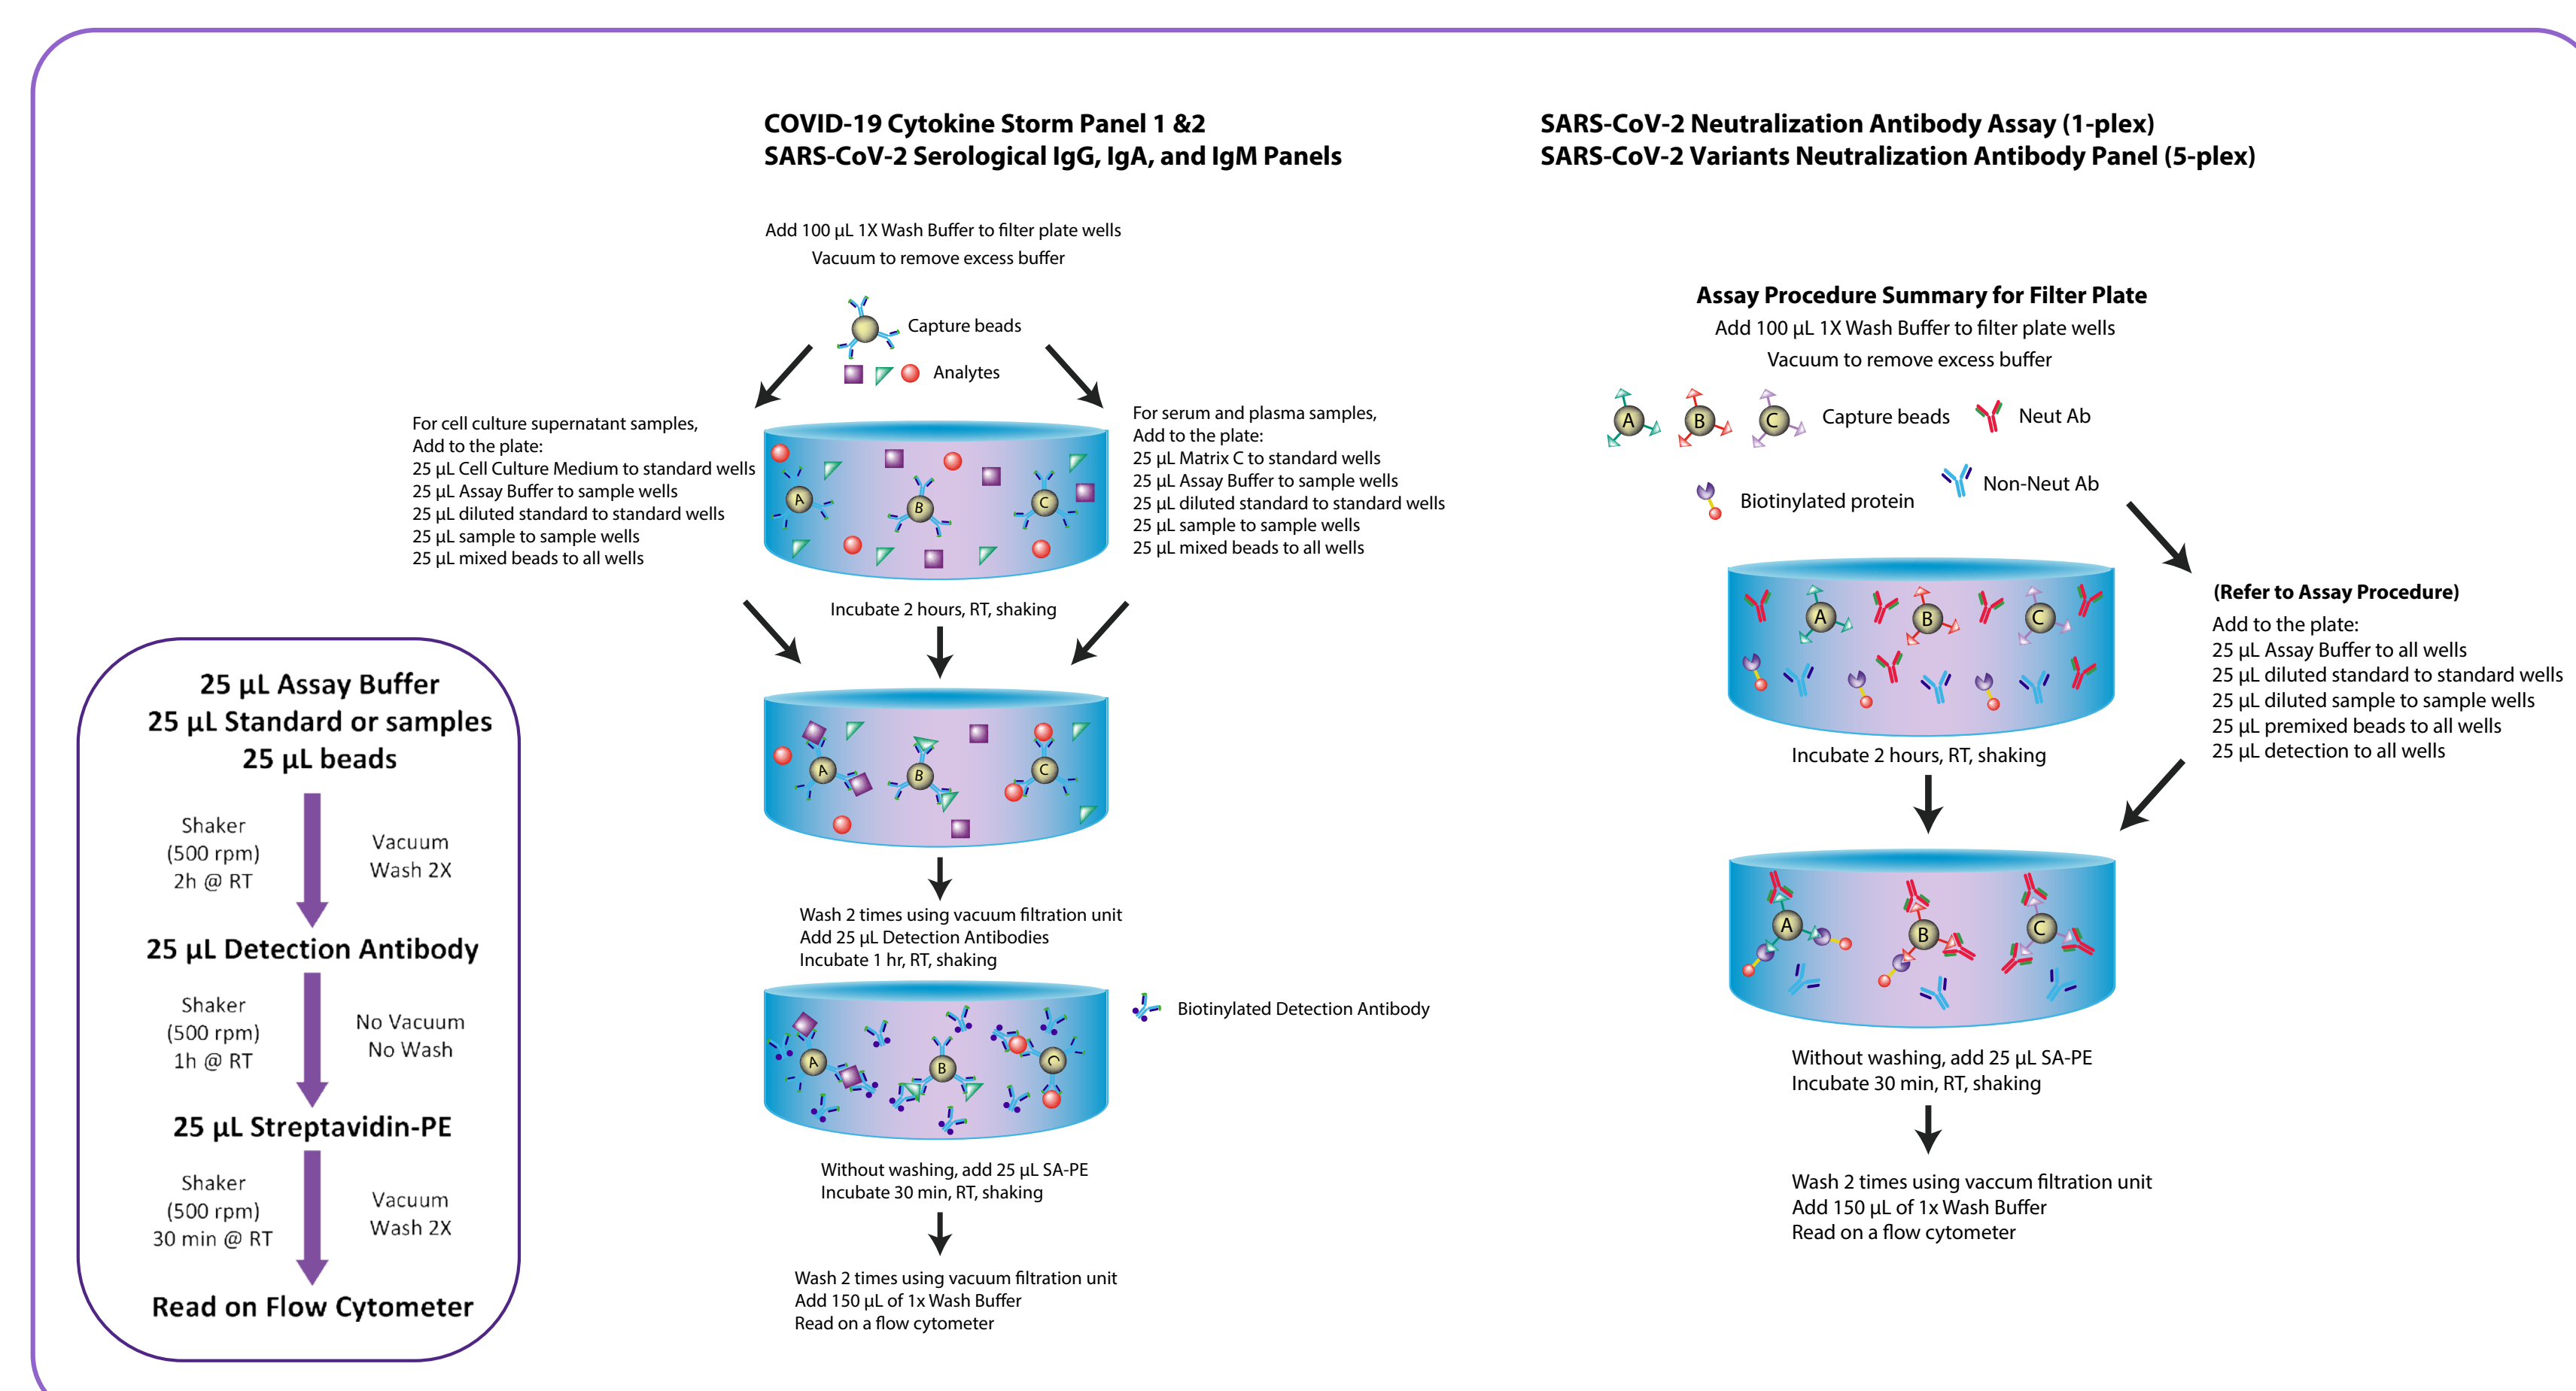 COVID-19 Cytokine Storm Panel 1 &2
SARS-CoV-2 Serological IgG, IgA, and IgM Panels
Add 100 µL 1X Wash Buffer to filter plate wells
Vacuum to remove excess buffer
Capture beads
Analytes
For cell culture supernatant samples,
Add to the plate:
25 µL Cell Culture Medium to standard wells
25 µL Assay Buffer to sample wells
25 µL diluted standard to standard wells
25 µL sample to sample wells
25 µL mixed beads to all wells
For serum and plasma samples,
Add to the plate:
25 µL Matrix C to standard wells
25 µL Assay Buffer to sample wells
25 µL diluted standard to standard wells
25 µL sample to sample wells
25 µL mixed beads to all wells
A
B
C
Incubate 2 hours, RT, shaking
A
B
C
Wash 2 times using vacuum filtration unit
Add 25 µL Detection Antibodies
Incubate 1 hr, RT, shaking
A
B
C
Biotinylated Detection Antibody
Without washing, add 25 µL SA-PE
Incubate 30 min, RT, shaking
Wash 2 times using vacuum filtration unit
Add 150 µL of 1x Wash Buffer
Read on a flow cytometer
25 µL Assay Buffer
25 µL Standard or samples
25 µL beads
Shaker
(500 rpm)
2h @ RT
Vacuum
Wash 2X
25 µL Detection Antibody
Shaker
(500 rpm)
1h @ RT
No Vacuum
No Wash
25 µL Streptavidin-PE
Shaker
(500 rpm)
30 min @ RT
Vacuum
Wash 2X
Read on Flow Cytometer
SARS-CoV-2 Neutralization Antibody Assay (1-plex)
SARS-CoV-2 Variants Neutralization Antibody Panel (5-plex)
Assay Procedure Summary for Filter Plate
Add 100 µL 1X Wash Buffer to filter plate wells
Vacuum to remove excess buffer
A
B
C
Capture beads
Neut Ab
Biotinylated protein
Non-Neut Ab
A
B
C
(Refer to Assay Procedure)
Add to the plate:
25 µL Assay Buffer to all wells
25 µL diluted standard to standard wells
25 µL diluted sample to sample wells
25 µL premixed beads to all wells
25 µL detection to all wells
Incubate 2 hours, RT, shaking
A
B
C
Without washing, add 25 µL SA-PE
Incubate 30 min, RT, shaking
Wash 2 times using vaccum filtration unit
Add 150 µL of 1x Wash Buffer
Read on a flow cytometer